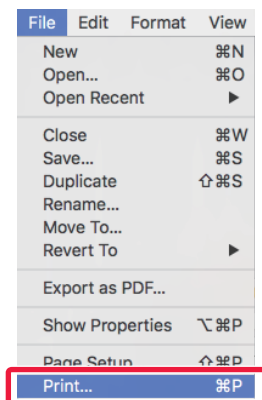 File Edit Format View
New ⌘N
Open... ⌘O
Open Recent ▶
Close ⌘W
Save... ⌘S
Duplicate ⇧⌘S
Rename...
Move To...
Revert To ▶
Export as PDF...
Show Properties ⌥⌘P
Page Setup ⇧⌘P
Print... ⌘P